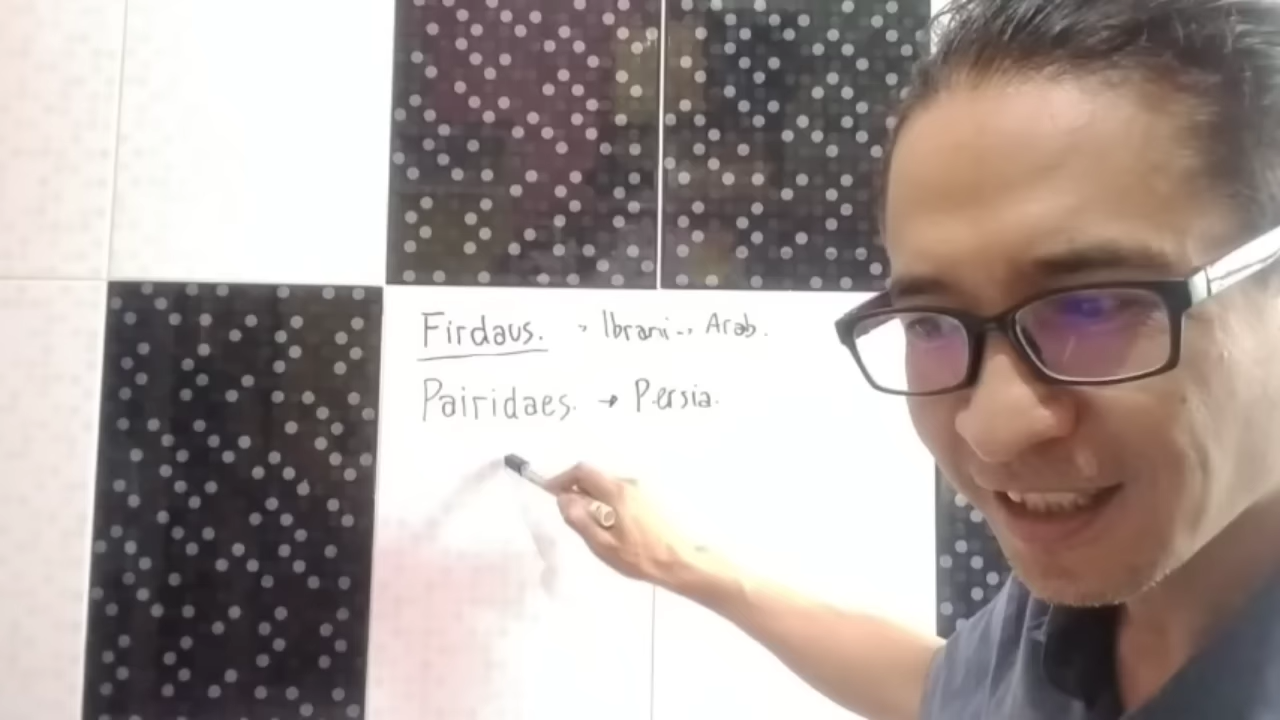 Firdaus. → Ibrani → Arab.
Pairidaes. → Persia.